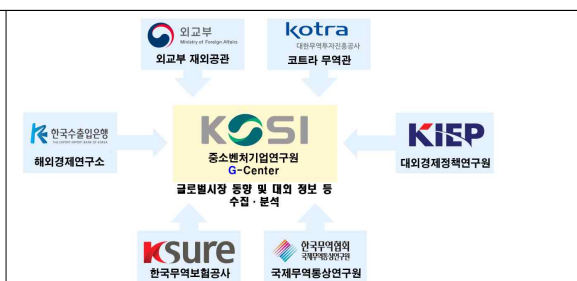 외교부
Ministry of Foreign Affairs
외교부 재외공관
kotra
대한무역투자진흥공사
코트라 무역관
한국수출입은행
THE EXPORT-IMPORT BANK OF KOREA
해외경제연구소
KOSI
중소벤처기업연구원
G-Center
글로벌시장 동향 및 대외 정보 등
수집 · 분석
KIEP
대외경제정책연구원
Ksure
한국무역보험공사
한국무역협회
국제무역통상연구원
국제무역통상연구원